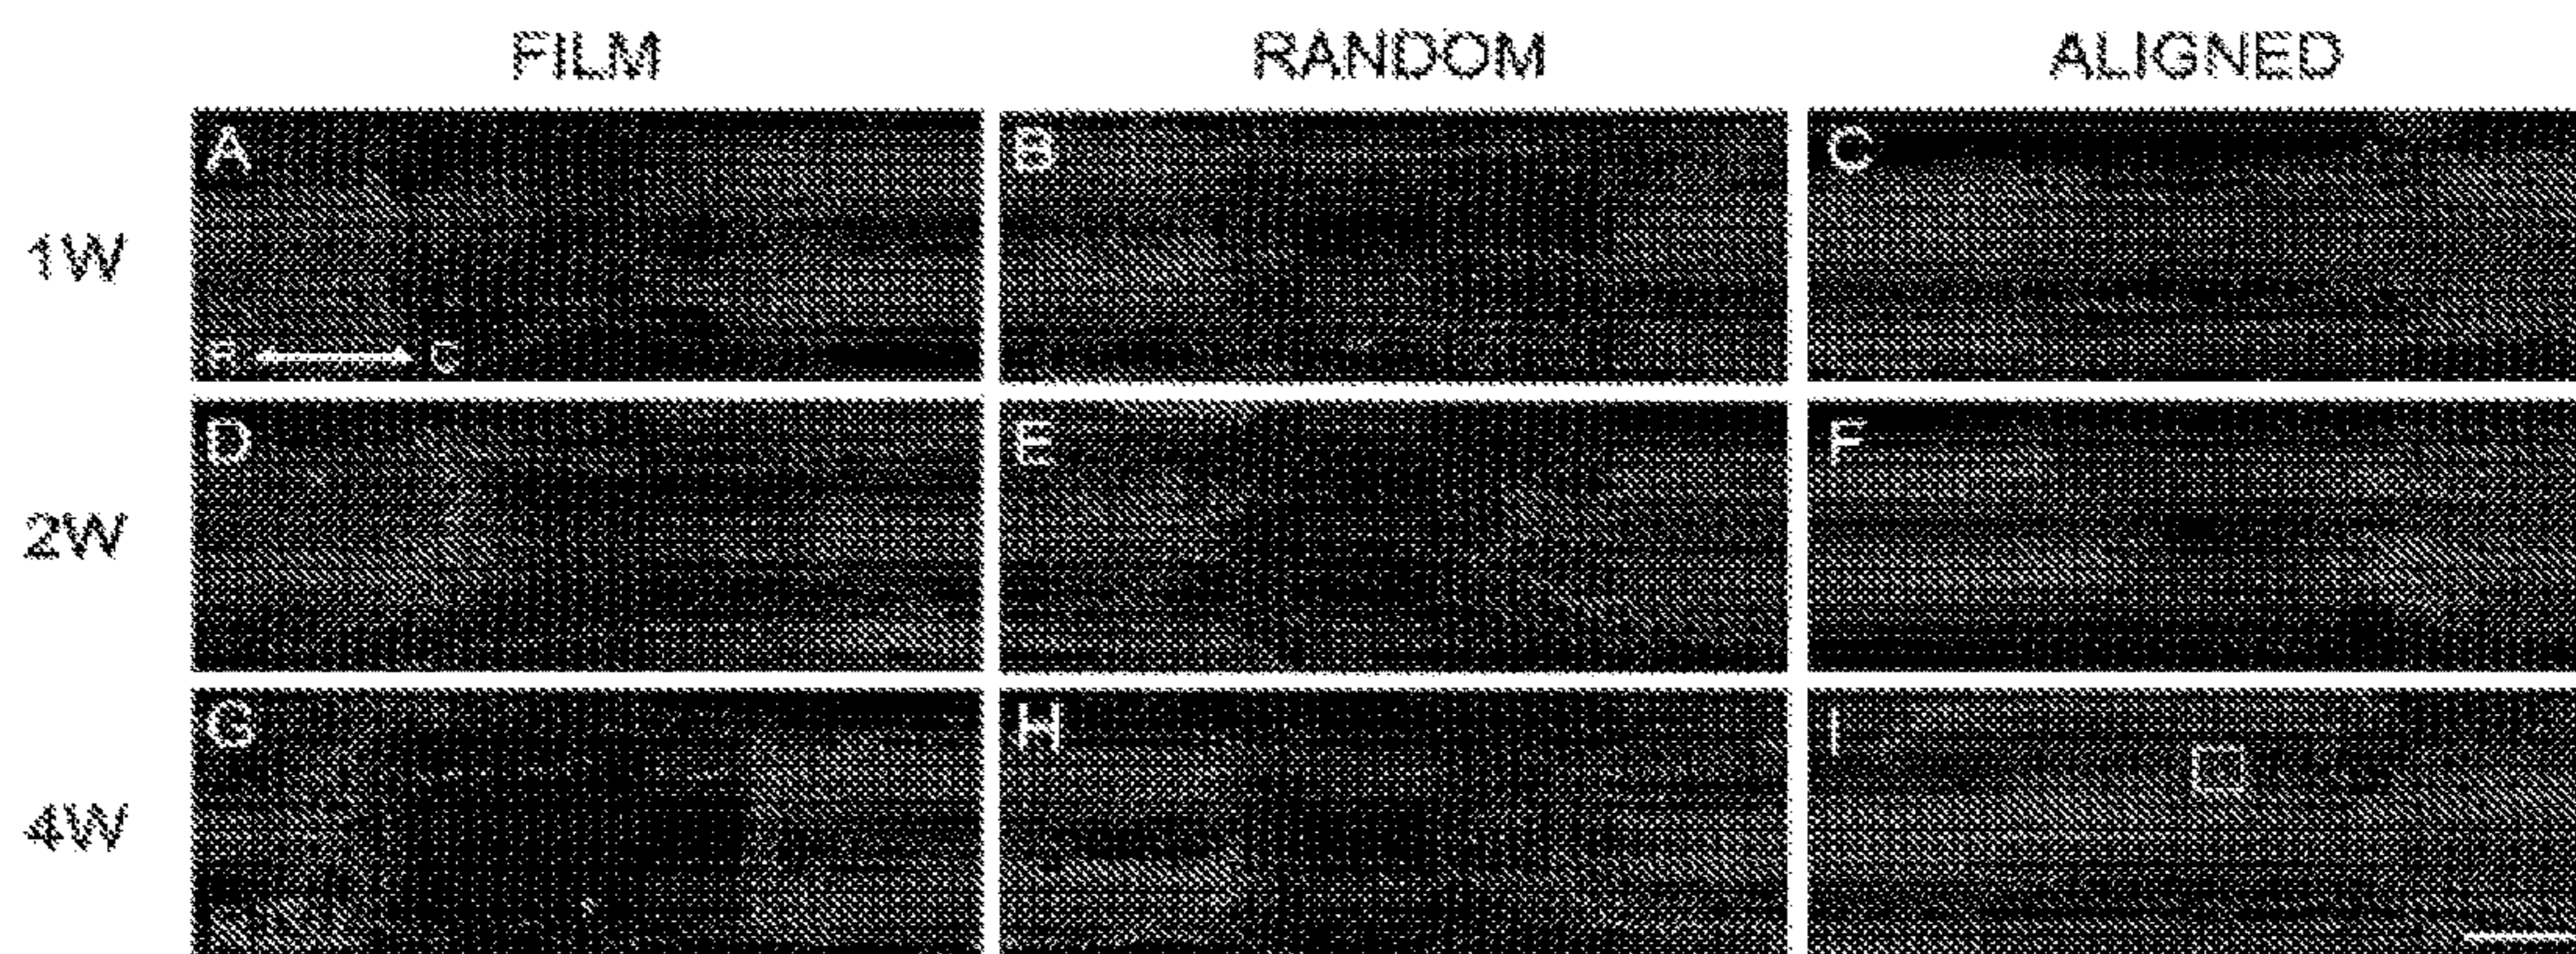 FILM RANDOM ALIGNED
1W A B C
R C
2W D E F
4W G H I